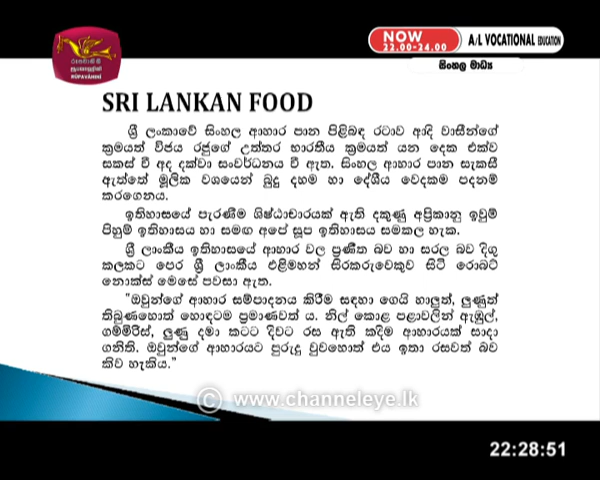 NOW
22.00-24.00
A/L VOCATIONAL EDUCATION
සිංහල මාධ්‍ය
රූපවාහිනී
RUPAVAHINI
SRI LANKAN FOOD
ශ්‍රී ලංකාවේ සිංහල ආහාර පාන පිළිබඳ රටාව ආදි වාසීන්ගේ
ක්‍රමයත් විජය රජුගේ උත්තර භාරතීය ක්‍රමයත් යන දෙක එක්ව
සකස් වී අද දක්වා සංවර්ධනය වී ඇත. සිංහල ආහාර පාන සැකසී
ඇත්තේ මූලික වශයෙන් බුදු දහම හා දේශීය වෙදකම පදනම්
කරගෙනය.
ඉතිහාසයේ පැරණිම ශිෂ්ඨාචාරයක් ඇති දකුණු අප්‍රිකානු ඉවුම්
පිහුම් ඉතිහාසය හා සමඟ අපේ සූප ඉතිහාසය සමකල හැක.
ශ්‍රී ලාංකීය ඉතිහාසයේ ආහාර වල ප්‍රණීත බව හා සරල බව දිගු
කලකට පෙර ශ්‍රී ලාංකීය එළිමහන් සිරකරුවෙකුව සිටි රොබට්
නොක්ස් මෙසේ පවසා ඇත.
"ඔවුන්ගේ ආහාර සම්පාදනය කිරීම සඳහා ගෙයි හාලුත්, ලුණුත්
තිබුණහොත් හොඳටම ප්‍රමාණවත් ය. නිල් කොළ පළාවලින් ඇඹුල්,
ගම්මිරිස්, ලුණු දමා කටට දිවට රස ඇති කදිම ආහාරයක් සාදා
ගනිති. ඔවුන්ගේ ආහාරයට පුරුදු වුවහොත් එය ඉතා රසවත් බව
කිව හැකිය."
© www.channeleye.lk
22:28:51